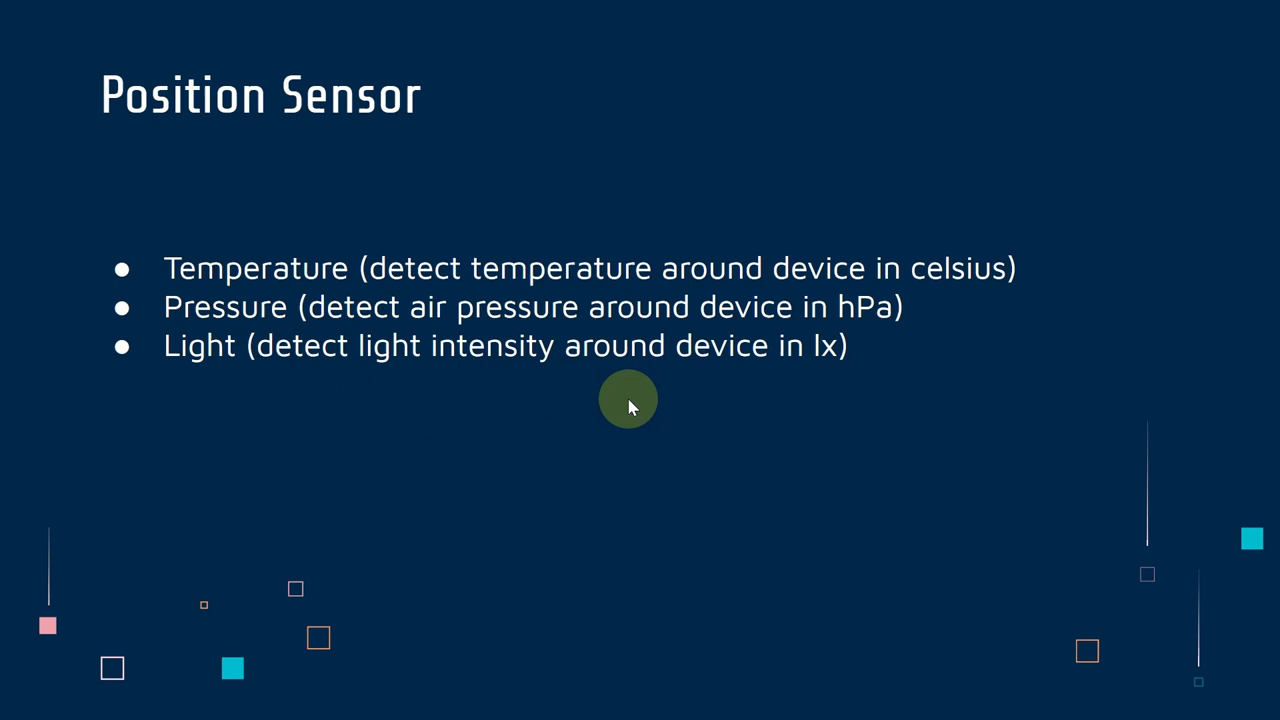 Position Sensor
● Temperature (detect temperature around device in celsius)
● Pressure (detect air pressure around device in hPa)
● Light (detect light intensity around device in lx)